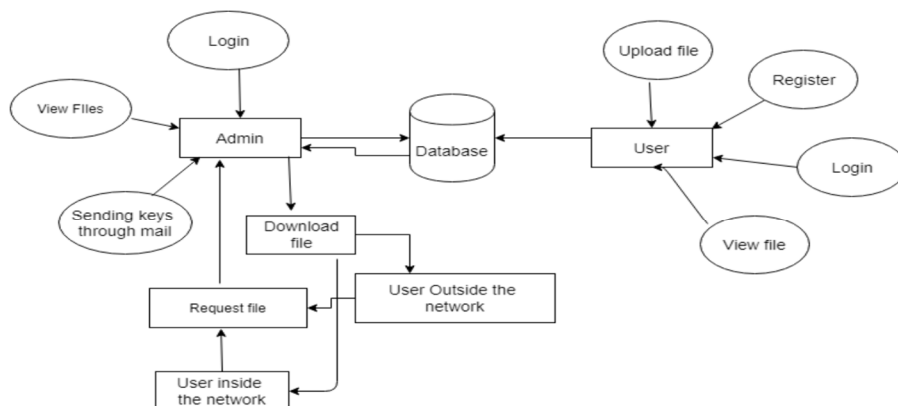 Login
Upload file
Register
View FIles
Admin
Database
User
Login
Sending keys
through mail
Download
file
View file
User Outside the
network
Request file
User inside
the network